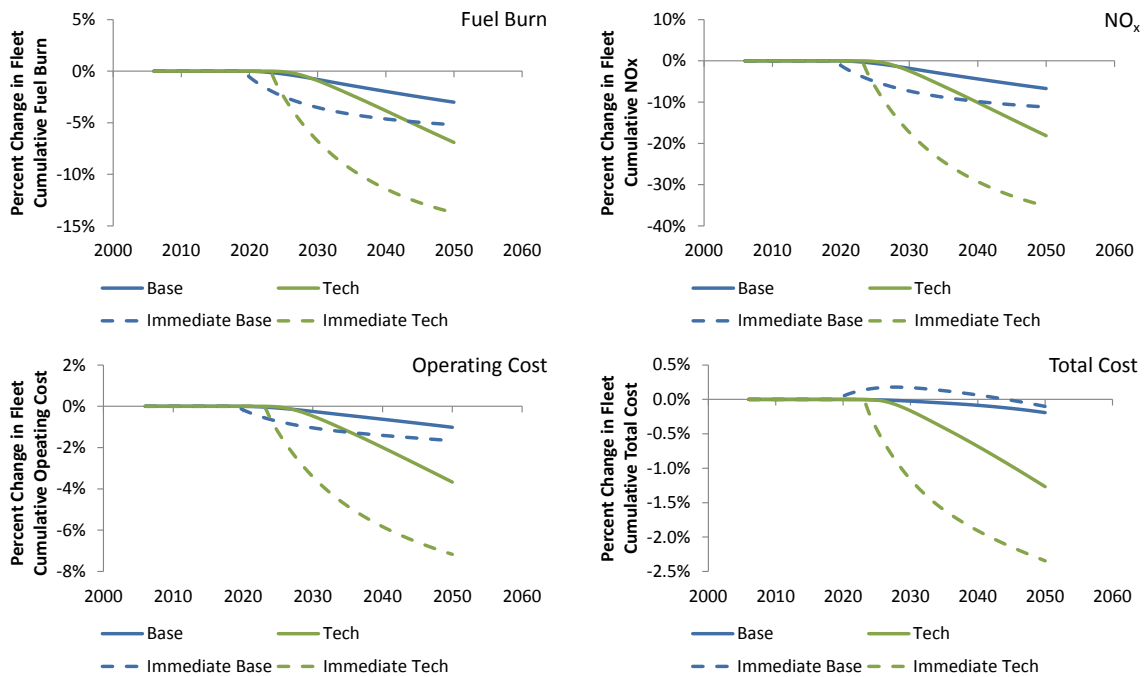 Fuel Burn
Percent Change in Fleet
Cumulative Fuel Burn
5%
0%
-5%
-10%
-15%
2000 2010 2020 2030 2040 2050 2060
Base Tech
Immediate Base Immediate Tech
NOx
Percent Change in Fleet
Cumulative NOx
10%
0%
-10%
-20%
-30%
-40%
2000 2010 2020 2030 2040 2050 2060
Base Tech
Immediate Base Immediate Tech
Operating Cost
Percent Change in Fleet
Cumulative Opeating Cost
2%
0%
-2%
-4%
-6%
-8%
2000 2010 2020 2030 2040 2050 2060
Base Tech
Immediate Base Immediate Tech
Total Cost
Percent Change in Fleet
Cumulative Total Cost
0.5%
0.0%
-0.5%
-1.0%
-1.5%
-2.0%
-2.5%
2000 2010 2020 2030 2040 2050 2060
Base Tech
Immediate Base Immediate Tech